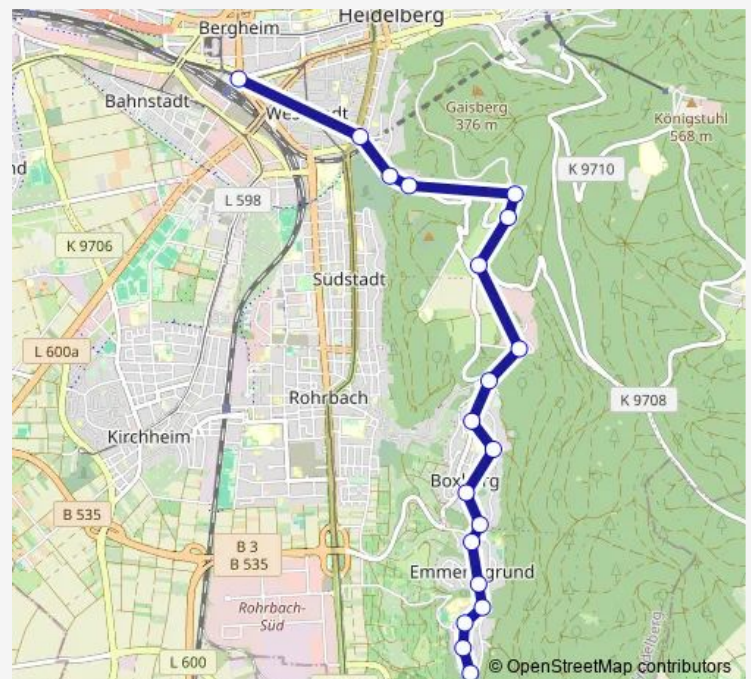 Heidelberg
Bergheim
Gaisberg
376 m
Bahnstadt
Königstuhl
568 m
K 9710
L 598
K 9706
Südstadt
L 600a
Rohrbach
K 9708
Kirchheim
B 535
B 3
B 535
Rohrbach-
Süd
L 600
© OpenStreetMap contributors